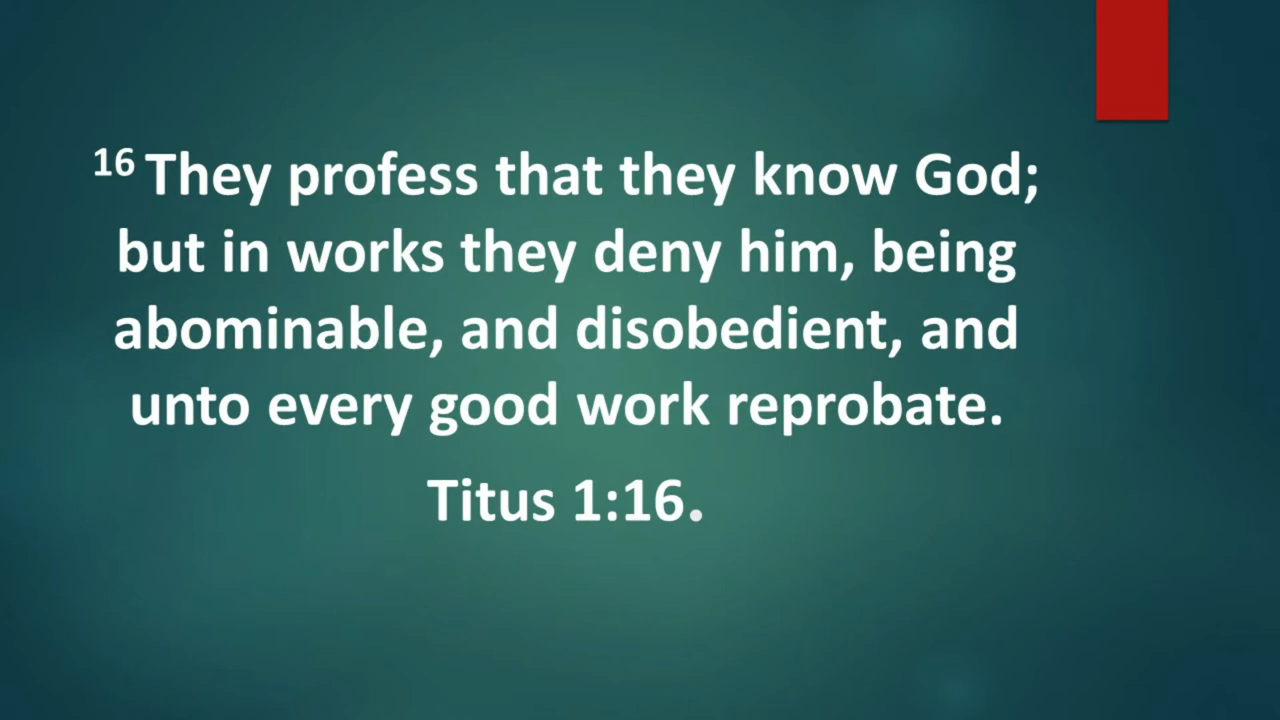 16 They profess that they know God;
but in works they deny him, being
abominable, and disobedient, and
unto every good work reprobate.
Titus 1:16.